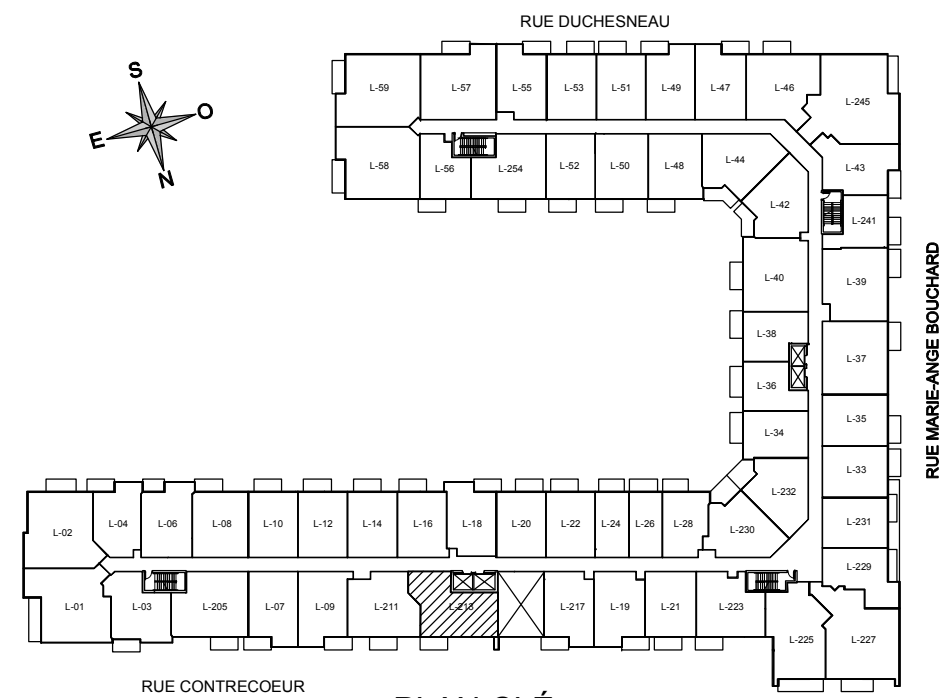 RUE DUCHESNEAU
S
O
E
N
L-59 L-57 L-55 L-53 L-51 L-49 L-47 L-46 L-245
L-58 L-56 L-254 L-52 L-50 L-48 L-44 L-43
L-42 L-241
L-40 L-39
L-38 L-37
L-36
L-34 L-35
L-33
L-232
L-02 L-04 L-06 L-08 L-10 L-12 L-14 L-16 L-18 L-20 L-22 L-24 L-26 L-28 L-230 L-231
L-229
L-01 L-03 L-205 L-07 L-09 L-211 L-213 L-217 L-19 L-21 L-223 L-225 L-227
RUE MARIE-ANGE BOUCHARD
RUE CONTRECOEUR
PLAN CLÉ